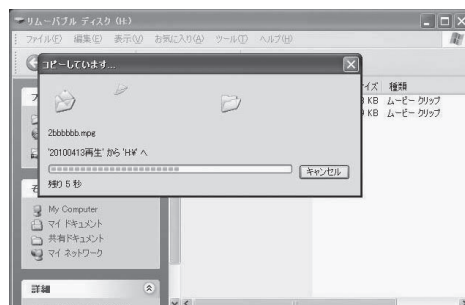 リムーバブル ディスク (H:)
ファイル(F) 編集(E) 表示(V) お気に入り(A) ツール(T) ヘルプ(H)
コピーしています...
イズ 種類
KB ムービー クリップ
KB ムービー クリップ
2bbbbbb.mpg
'20100413再生' から 'H¥' へ
キャンセル
残り 5 秒
My Computer
マイ ドキュメント
共有ドキュメント
マイ ネットワーク
詳細